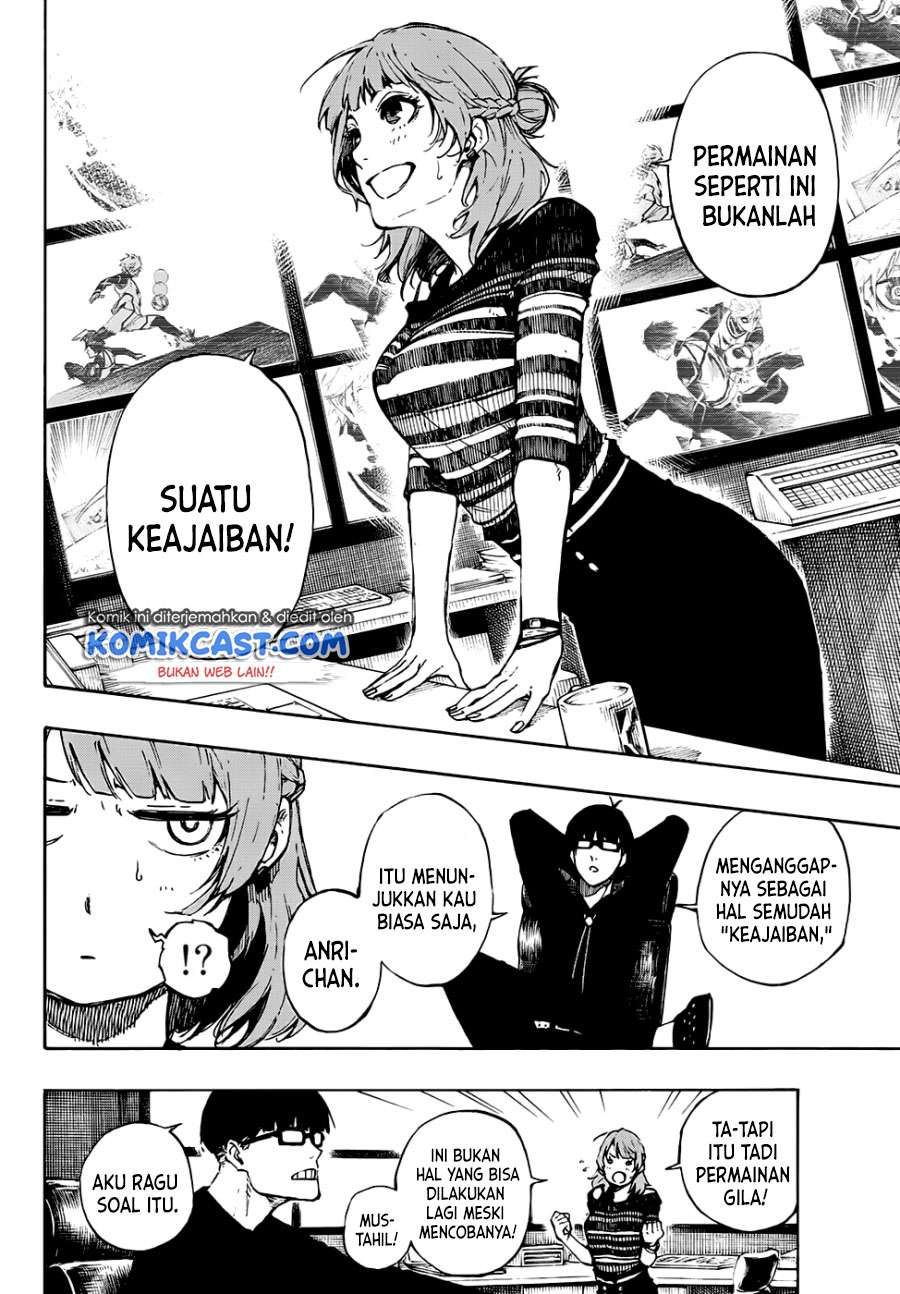 PERMAINAN
SEPERTI INI
BUKANLAH
SUATU
KEAJAIBAN!
Komik ini diterjemahkan & diedit oleh
KOMIKCAST.COM
BUKAN WEB LAIN!!
MENGANGGAP-
NYA SEBAGAI
HAL SEMUDAH
"KEAJAIBAN,"
ITU MENUN-
JUKKAN KAU
BIASA SAJA,
ANRI-
CHAN.
!?
TA-TAPI
ITU TADI
PERMAINAN
GILA!
INI BUKAN
HAL YANG BISA
DILAKUKAN
LAGI MESKI
MENCOBANYA!
MUS-
TAHIL!
AKU RAGU
SOAL ITU.